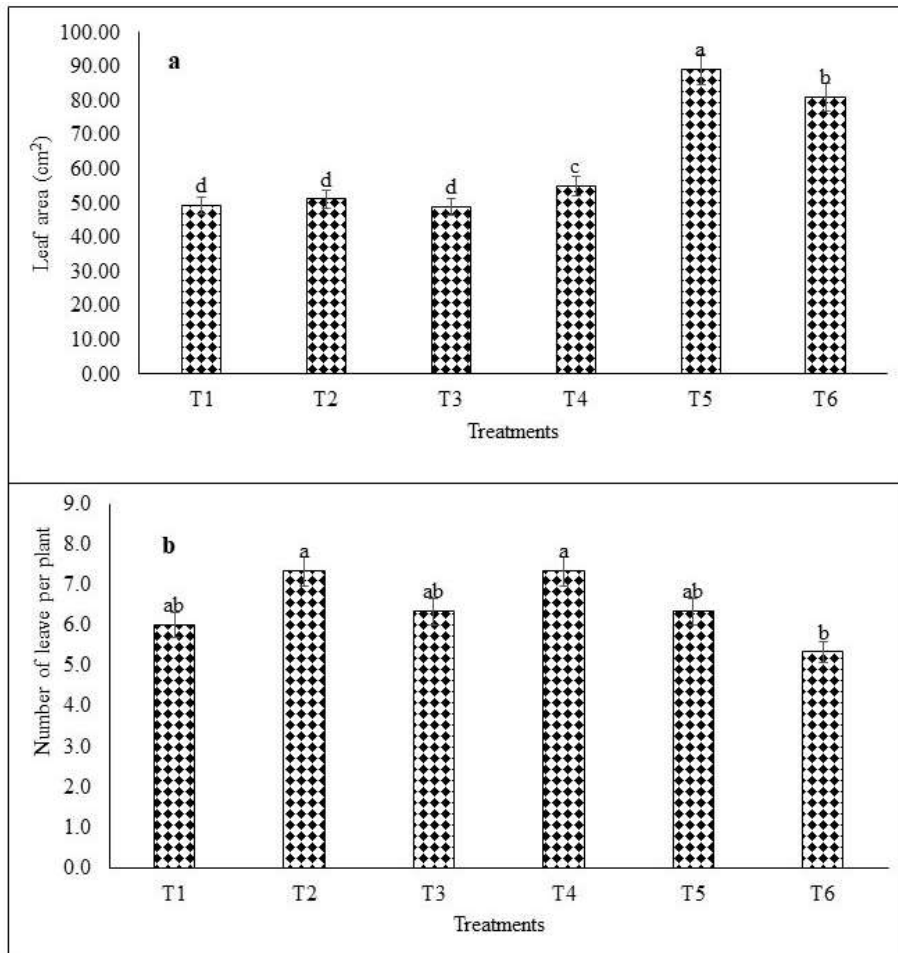 100.00
90.00
80.00
70.00
60.00
50.00
40.00
30.00
20.00
10.00
0.00
Leaf area (cm²)
a
d
d
d
c
a
b
T1 T2 T3 T4 T5 T6
Treatments
9.0
8.0
7.0
6.0
5.0
4.0
3.0
2.0
1.0
0.0
Number of leave per plant
b
ab
a
ab
a
ab
b
T1 T2 T3 T4 T5 T6
Treatments